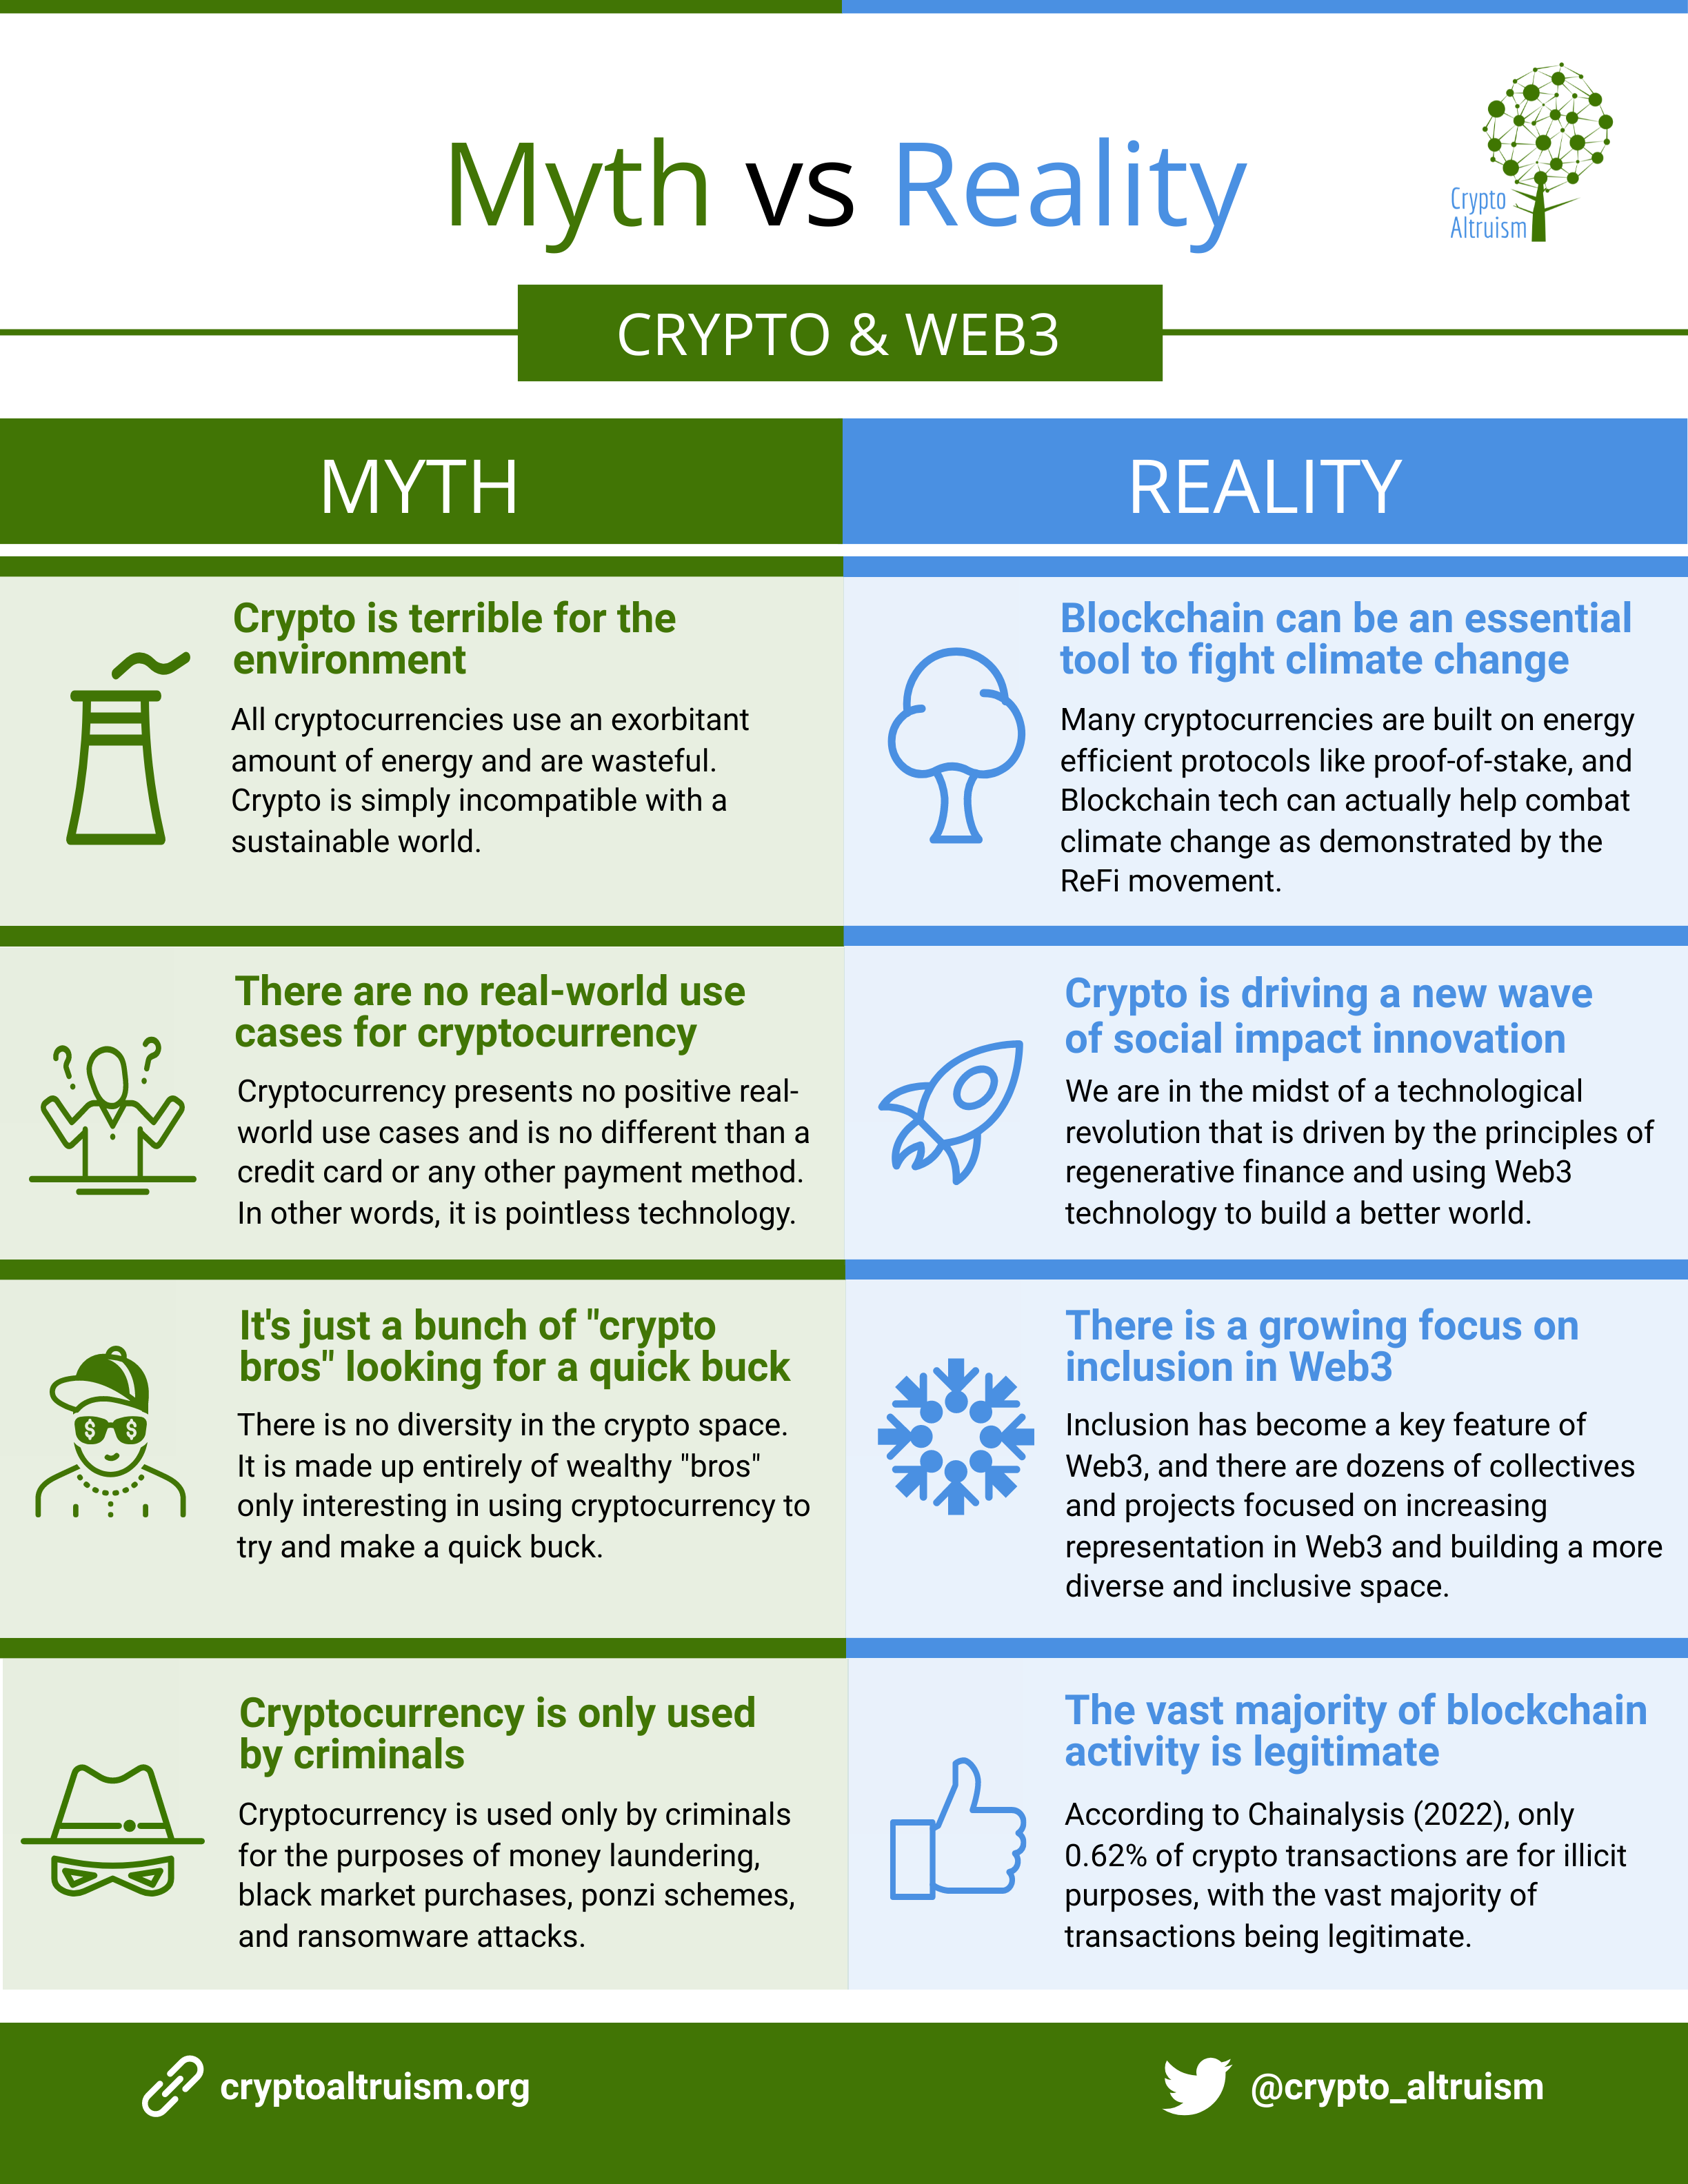 Myth vs Reality
Crypto
Altruism
CRYPTO & WEB3
MYTH
REALITY
Crypto is terrible for the
environment
All cryptocurrencies use an exorbitant
amount of energy and are wasteful.
Crypto is simply incompatible with a
sustainable world.
Blockchain can be an essential
tool to fight climate change
Many cryptocurrencies are built on energy
efficient protocols like proof-of-stake, and
Blockchain tech can actually help combat
climate change as demonstrated by the
ReFi movement.
There are no real-world use
cases for cryptocurrency
Cryptocurrency presents no positive real-
world use cases and is no different than a
credit card or any other payment method.
In other words, it is pointless technology.
Crypto is driving a new wave
of social impact innovation
We are in the midst of a technological
revolution that is driven by the principles of
regenerative finance and using Web3
technology to build a better world.
It's just a bunch of "crypto
bros" looking for a quick buck
There is no diversity in the crypto space.
It is made up entirely of wealthy "bros"
only interesting in using cryptocurrency to
try and make a quick buck.
There is a growing focus on
inclusion in Web3
Inclusion has become a key feature of
Web3, and there are dozens of collectives
and projects focused on increasing
representation in Web3 and building a more
diverse and inclusive space.
Cryptocurrency is only used
by criminals
Cryptocurrency is used only by criminals
for the purposes of money laundering,
black market purchases, ponzi schemes,
and ransomware attacks.
The vast majority of blockchain
activity is legitimate
According to Chainalysis (2022), only
0.62% of crypto transactions are for illicit
purposes, with the vast majority of
transactions being legitimate.
cryptoaltruism.org
@crypto_altruism